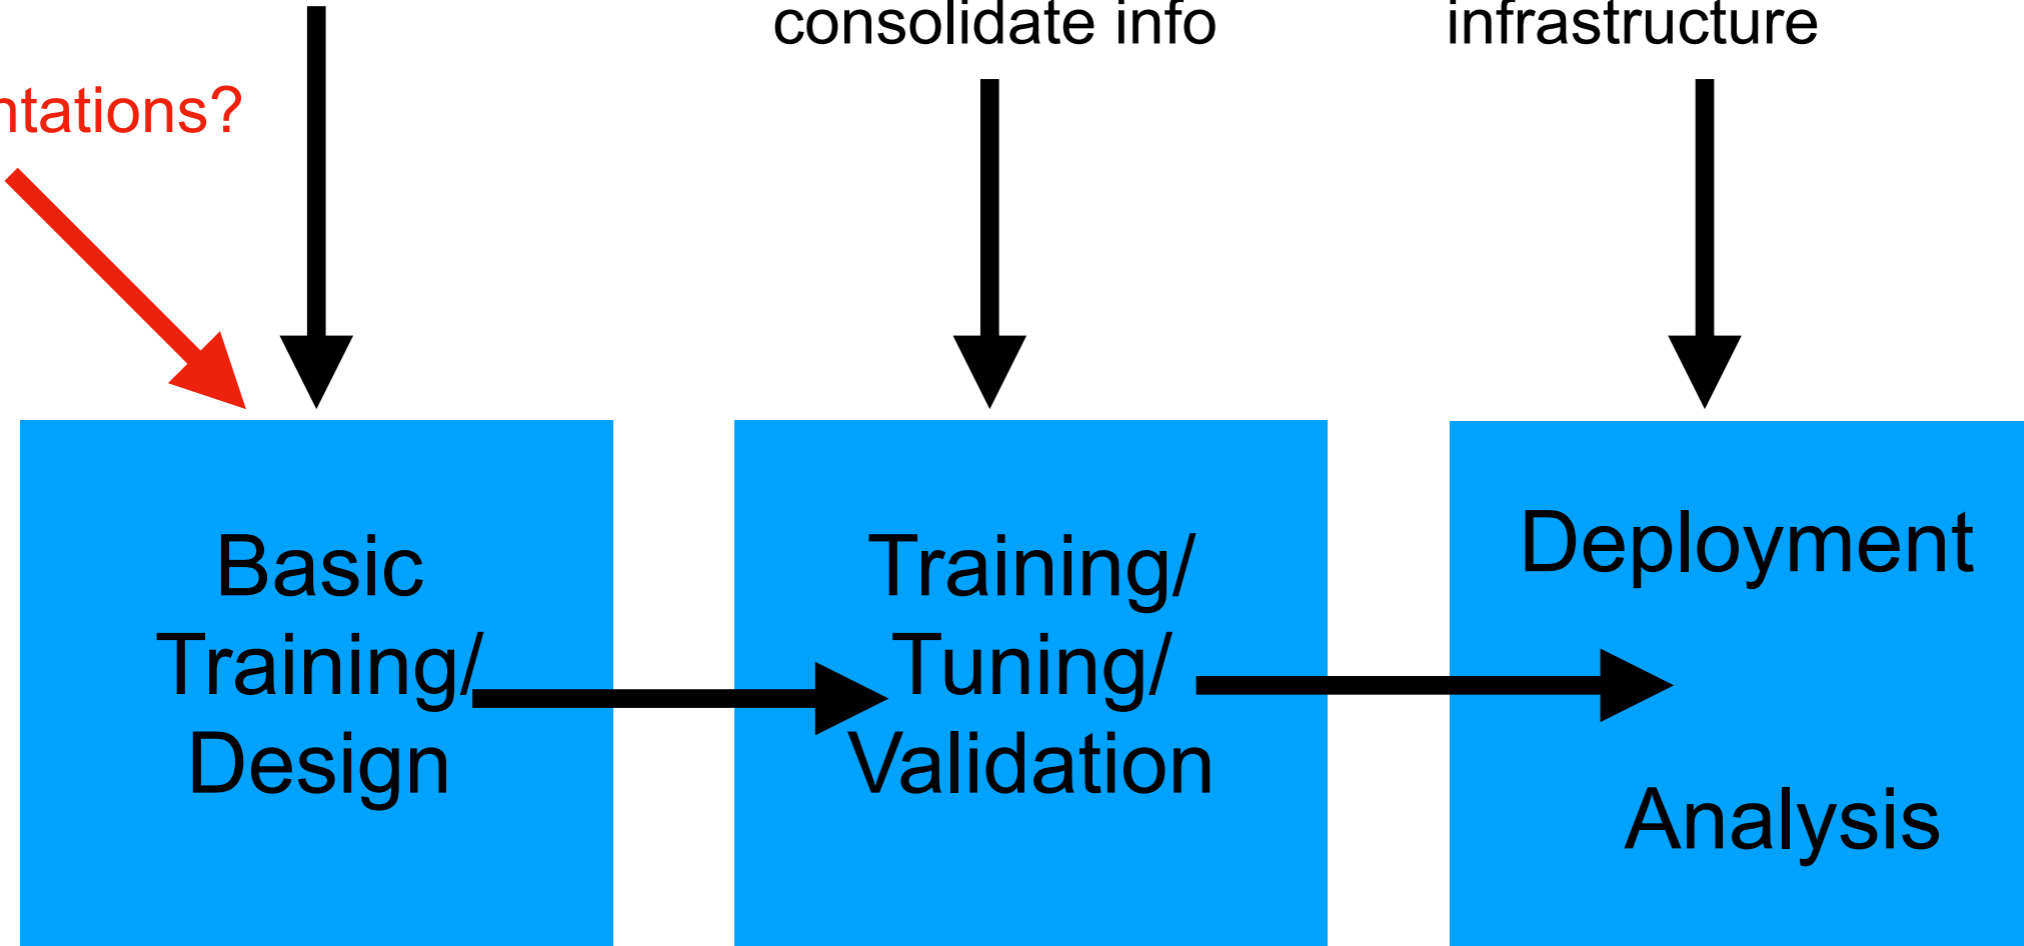 consolidate info
infrastructure
ntations?
Basic
Training/
Design
Training/
Tuning/
Validation
Deployment
Analysis